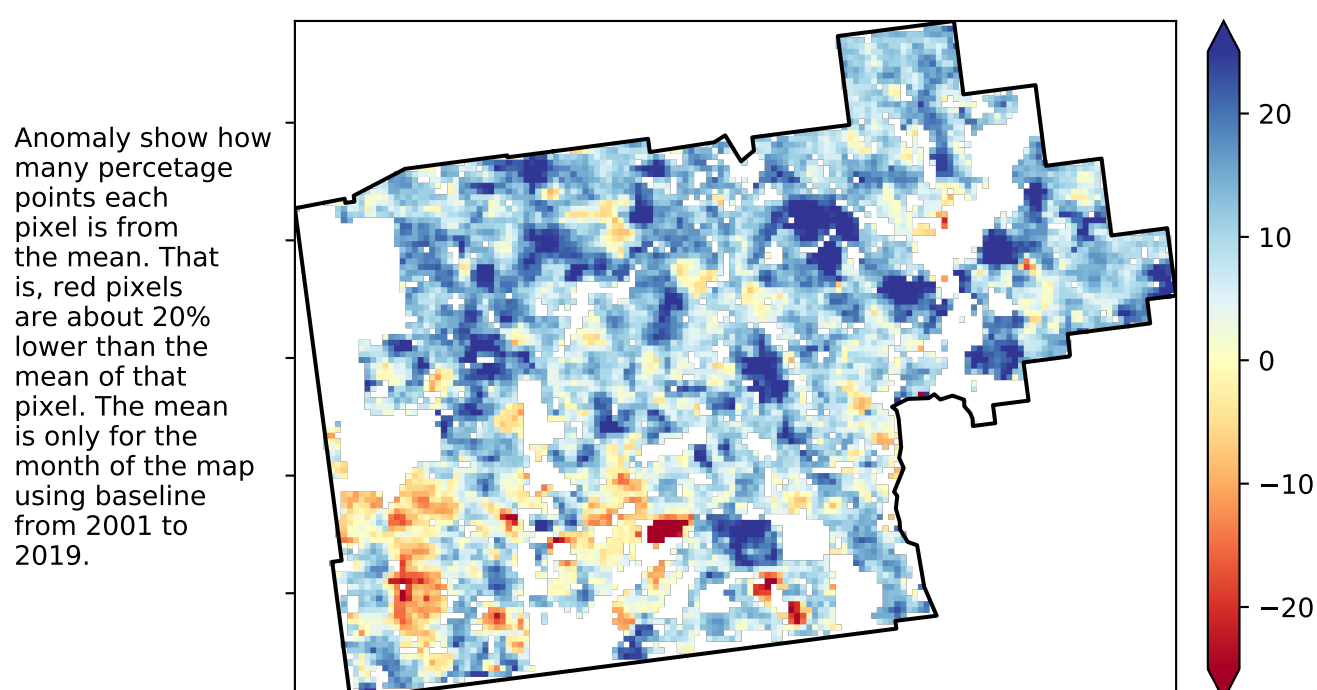 Anomaly show how
many percetage
points each
pixel is from
the mean. That
is, red pixels
are about 20%
lower than the
mean of that
pixel. The mean
is only for the
month of the map
using baseline
from 2001 to
2019.
20
10
0
−10
−20